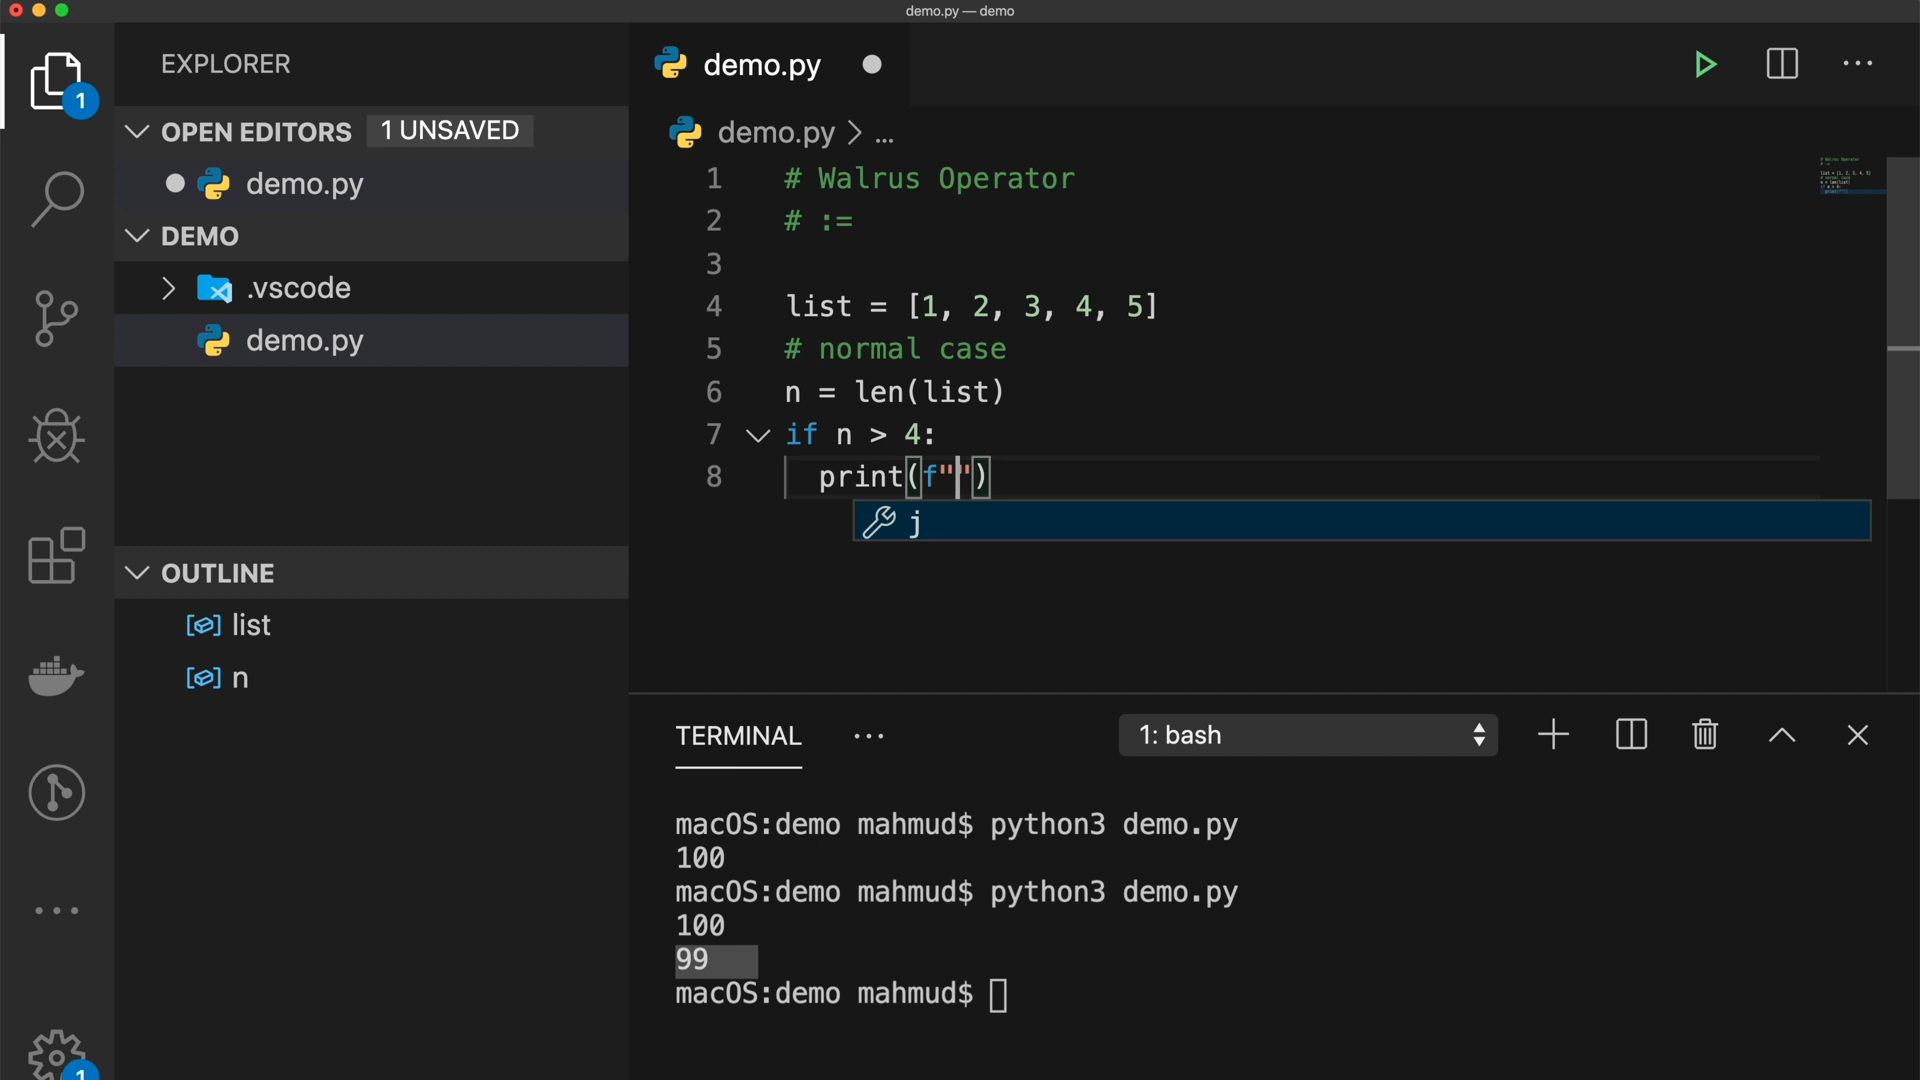 demo.py — demo
EXPLORER
1
OPEN EDITORS 1 UNSAVED
demo.py
DEMO
.vscode
demo.py
OUTLINE
list
n
1
demo.py
demo.py > ...
1 # Walrus Operator
2 # :=
3
4 list = [1, 2, 3, 4, 5]
5 # normal case
6 n = len(list)
7 if n > 4:
8 print(f"")
j
TERMINAL ... 1: bash
macOS:demo mahmud$ python3 demo.py
100
macOS:demo mahmud$ python3 demo.py
100
99
macOS:demo mahmud$